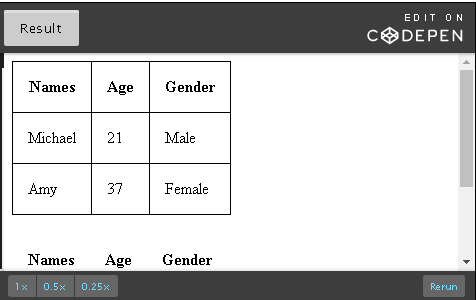 Result
EDIT ON
CODEPEN
Names Age Gender
Michael 21 Male
Amy 37 Female
Names Age Gender
1× 0.5× 0.25× Rerun